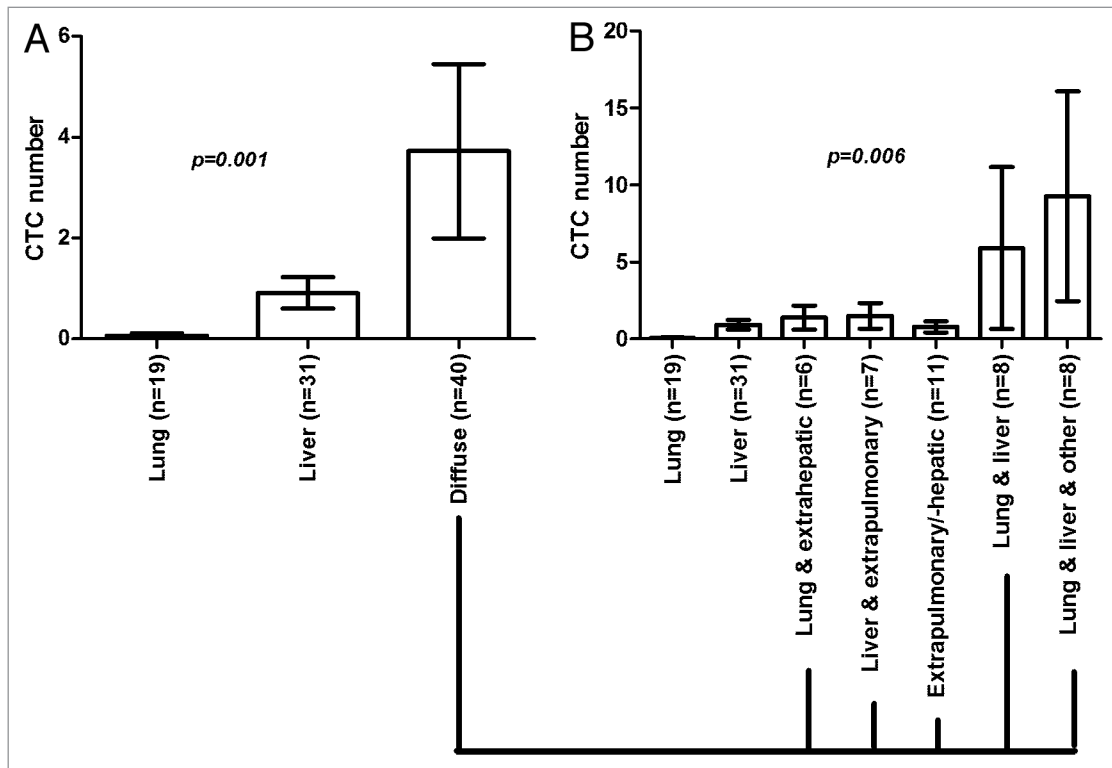 A
6
4
2
0
CTC number
p=0.001
Lung (n=19)
Liver (n=31)
Diffuse (n=40)
B
20
15
10
5
0
CTC number
p=0.006
Lung (n=19)
Liver (n=31)
Lung & extrahepatic (n=6)
Liver & extrapulmonary (n=7)
Extrapulmonary/-hepatic (n=11)
Lung & liver (n=8)
Lung & liver & other (n=8)